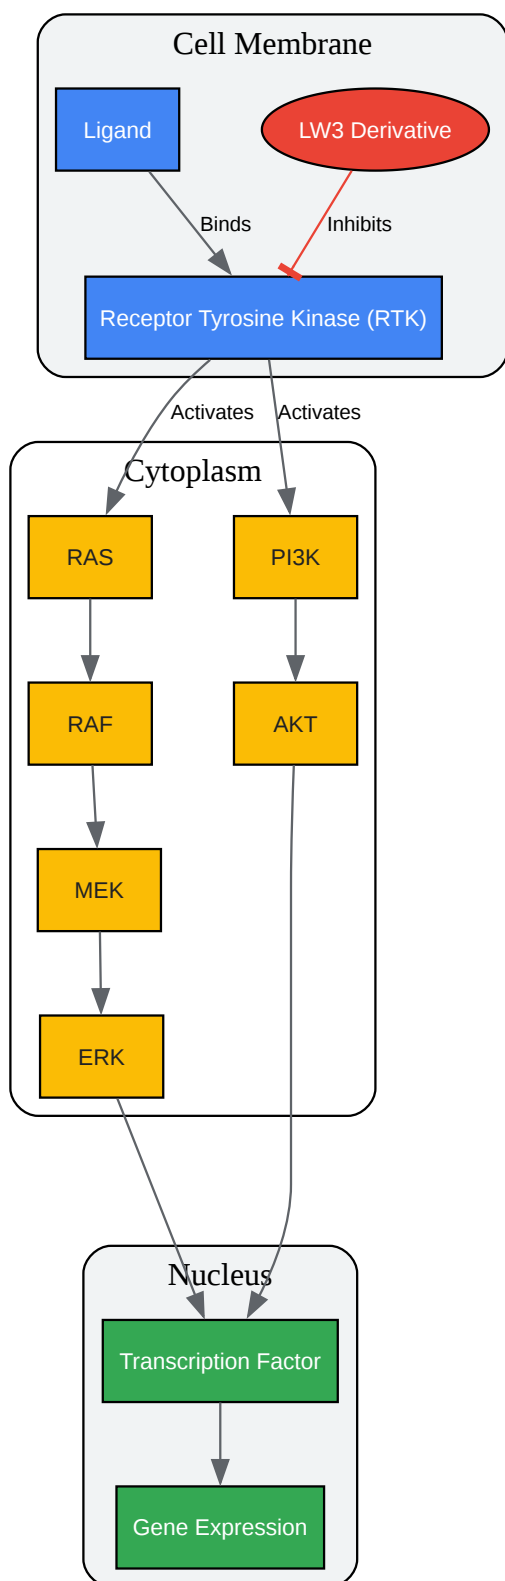 Cell Membrane
Ligand
LW3 Derivative
Binds
Inhibits
Receptor Tyrosine Kinase (RTK)
Activates
Activates
Cytoplasm
RAS
PI3K
RAF
AKT
MEK
ERK
Nucleus
Transcription Factor
Gene Expression